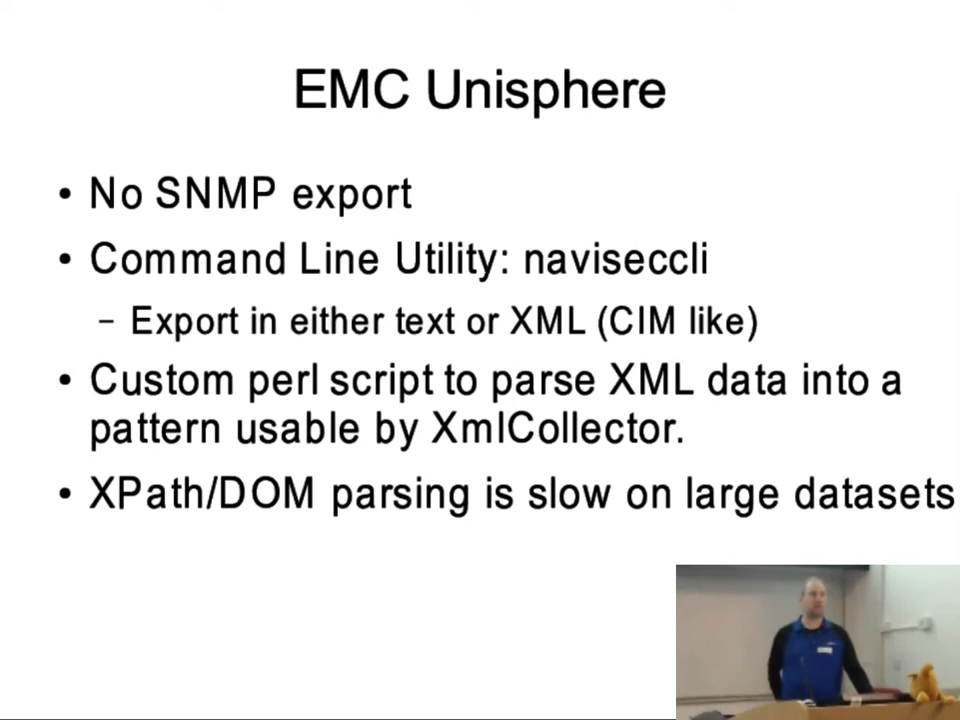 EMC Unisphere
• No SNMP export
• Command Line Utility: naviseccli
– Export in either text or XML (CIM like)
• Custom perl script to parse XML data into a
pattern usable by XmlCollector.
• XPath/DOM parsing is slow on large datasets